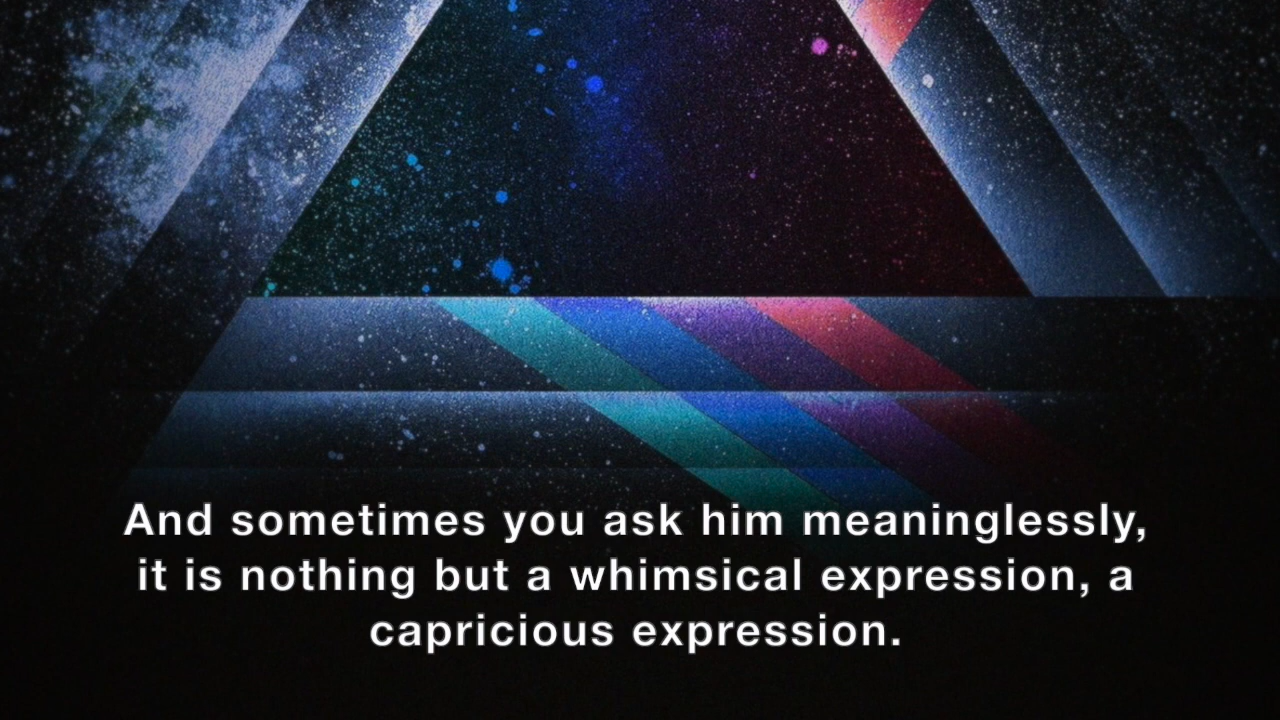 And sometimes you ask him meaninglessly,
it is nothing but a whimsical expression, a
capricious expression.